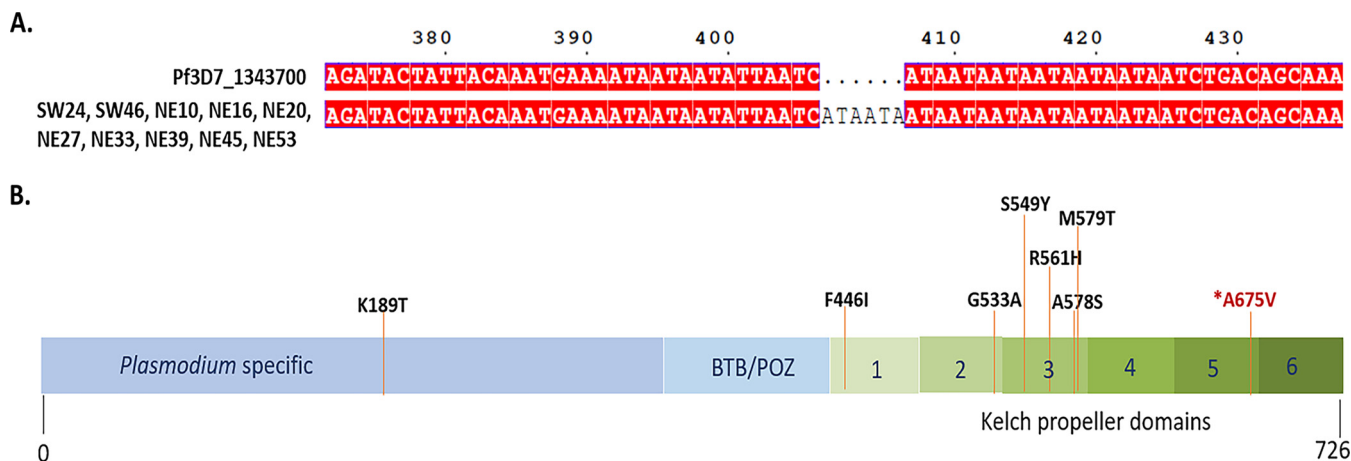 A.
380 390 400 410 420 430
Pf3D7_1343700 AGATACTATTACAAATGAAAATAATAATATTAATC......ATAATAATAATAATAATAATCTGACAGCAAA
SW24, SW46, NE10, NE16, NE20, AGATACTATTACAAATGAAAATAATAATATTAATCATAATAATAATAATAATAATAATAATCTGACAGCAAA
NE27, NE33, NE39, NE45, NE53
B.
S549Y
M579T
R561H
K189T F446I G533A A578S *A675V
Plasmodium specific BTB/POZ 1 2 3 4 5 6
Kelch propeller domains
0 726